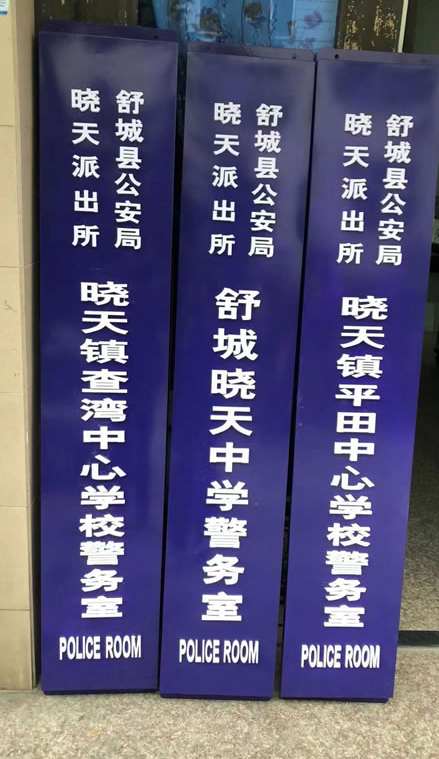 舒城县公安局
晓天派出所
晓天镇查湾中心学校警务室
POLICE ROOM
舒城县公安局
晓天派出所
舒城晓天中学警务室
POLICE ROOM
舒城县公安局
晓天派出所
晓天镇平田中心学校警务室
POLICE ROOM